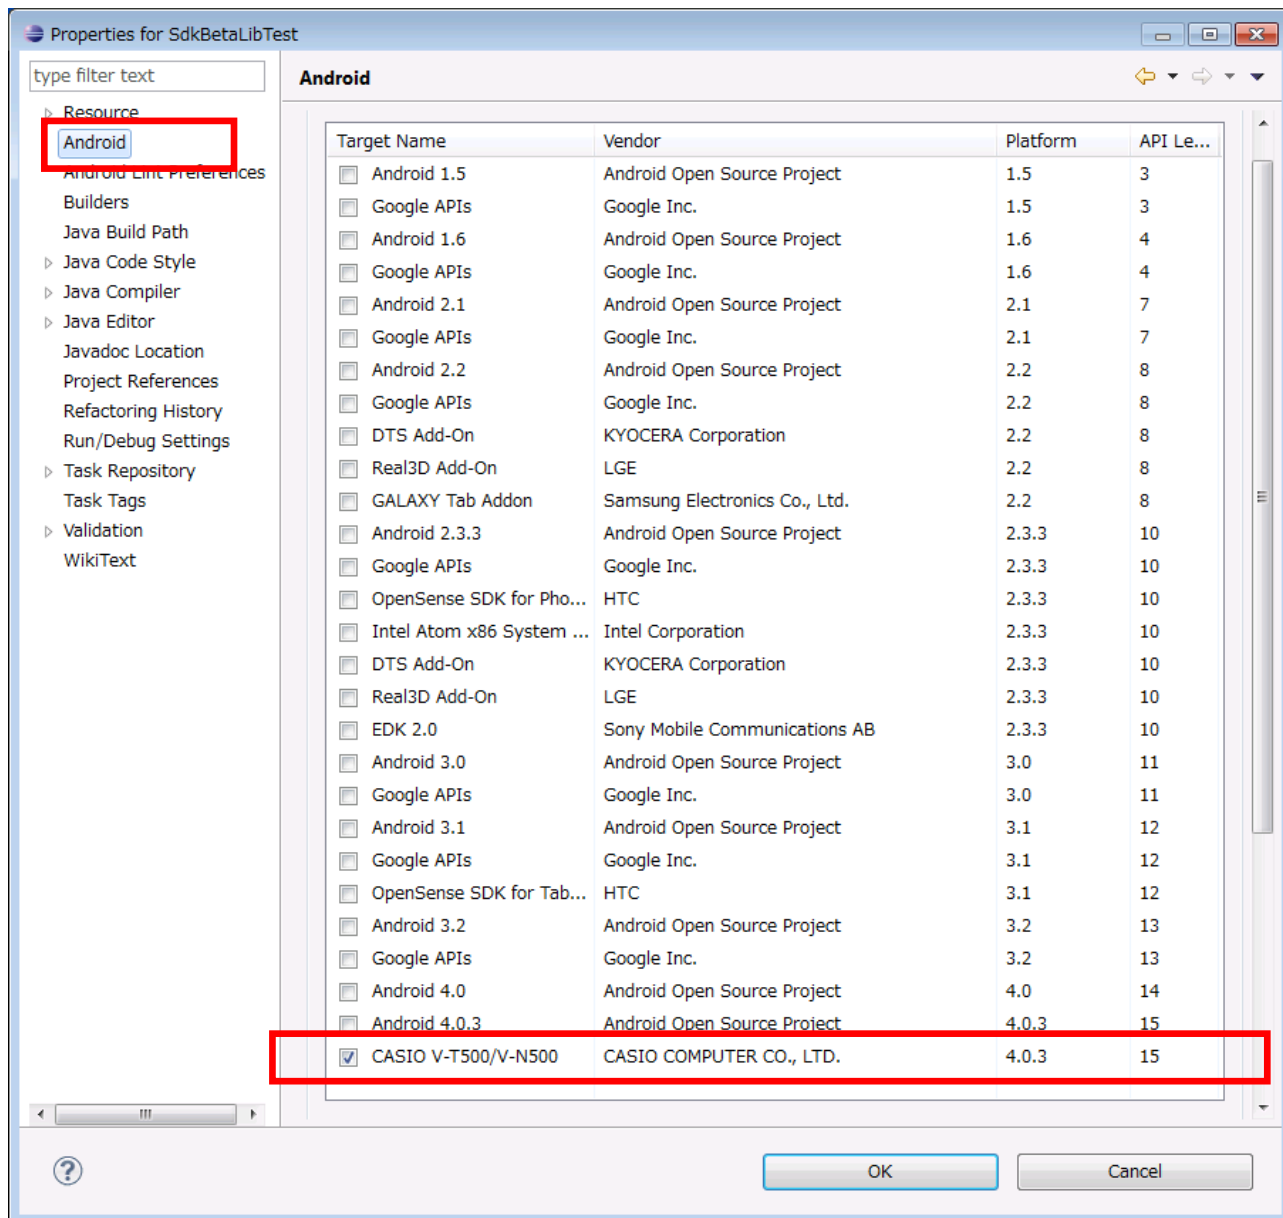 Properties for SdkBetaLibTest
type filter text
Android
Resource
Android
Android Lint Preferences
Builders
Java Build Path
Java Code Style
Java Compiler
Java Editor
Javadoc Location
Project References
Refactoring History
Run/Debug Settings
Task Repository
Task Tags
Validation
WikiText
Target Name Vendor Platform API Le...
Android 1.5 Android Open Source Project 1.5 3
Google APIs Google Inc. 1.5 3
Android 1.6 Android Open Source Project 1.6 4
Google APIs Google Inc. 1.6 4
Android 2.1 Android Open Source Project 2.1 7
Google APIs Google Inc. 2.1 7
Android 2.2 Android Open Source Project 2.2 8
Google APIs Google Inc. 2.2 8
DTS Add-On KYOCERA Corporation 2.2 8
Real3D Add-On LGE 2.2 8
GALAXY Tab Addon Samsung Electronics Co., Ltd. 2.2 8
Android 2.3.3 Android Open Source Project 2.3.3 10
Google APIs Google Inc. 2.3.3 10
OpenSense SDK for Pho... HTC 2.3.3 10
Intel Atom x86 System ... Intel Corporation 2.3.3 10
DTS Add-On KYOCERA Corporation 2.3.3 10
Real3D Add-On LGE 2.3.3 10
EDK 2.0 Sony Mobile Communications AB 2.3.3 10
Android 3.0 Android Open Source Project 3.0 11
Google APIs Google Inc. 3.0 11
Android 3.1 Android Open Source Project 3.1 12
Google APIs Google Inc. 3.1 12
OpenSense SDK for Tab... HTC 3.1 12
Android 3.2 Android Open Source Project 3.2 13
Google APIs Google Inc. 3.2 13
Android 4.0 Android Open Source Project 4.0 14
Android 4.0.3 Android Open Source Project 4.0.3 15
CASIO V-T500/V-N500 CASIO COMPUTER CO., LTD. 4.0.3 15
OK Cancel